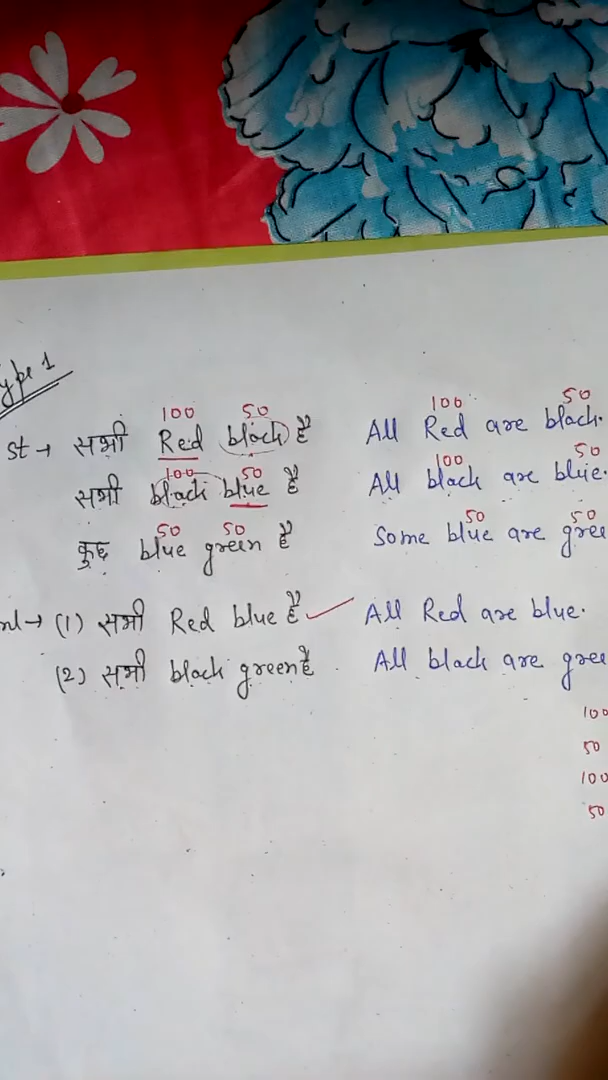 ype 1
100 50 100 50
st → सभी Red black है All Red are black.
100 50 100 50
सभी black blue है All black are blue.
50 50 50 50
कुछ blue green है Some blue are gree
nl → (1) सभी Red blue है All Red are blue.
(2) सभी black green है All black are gree
100
50
100
50